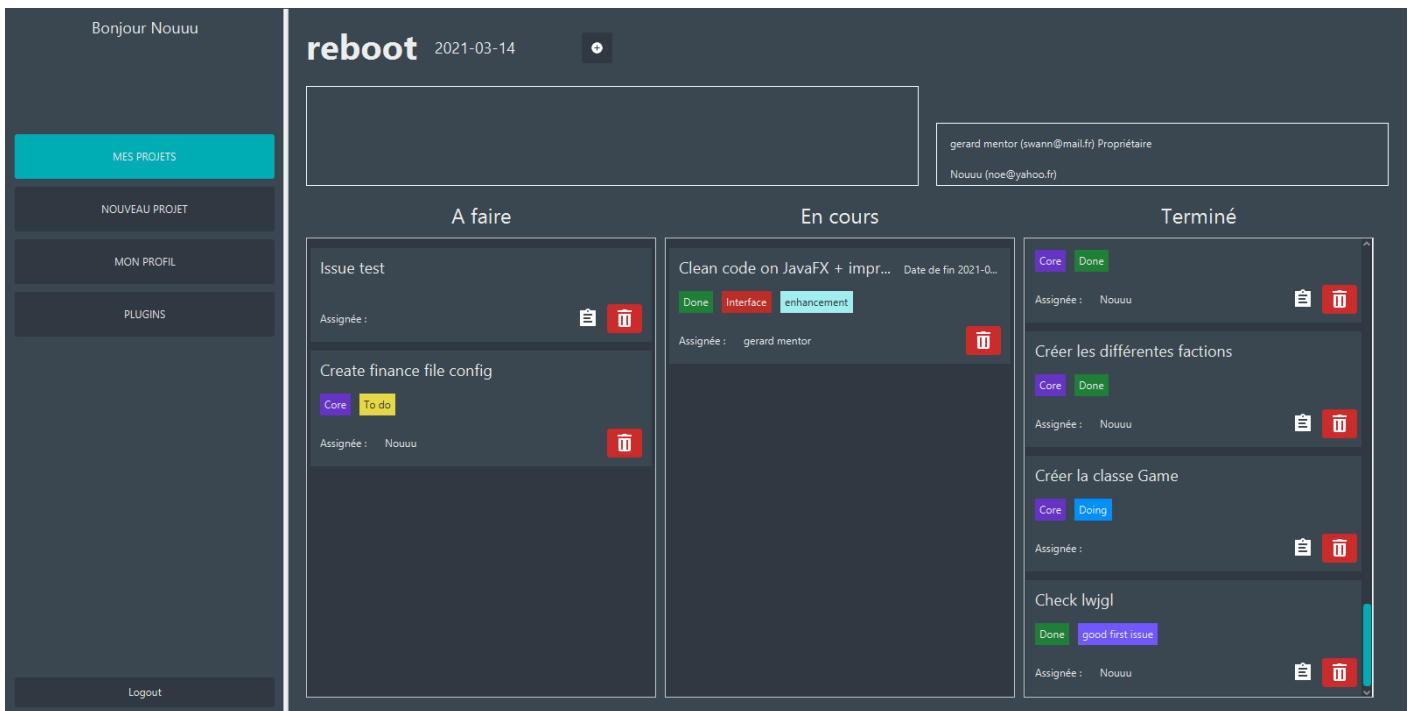 Bonjour Nouuu
MES PROJETS
NOUVEAU PROJET
MON PROFIL
PLUGINS
Logout
reboot 2021-03-14
gerard mentor (swann@mail.fr) Propriétaire
Nouuu (noe@yahoo.fr)
A faire
Issue test
Assignée :
Create finance file config
Core To do
Assignée : Nouuu
En cours
Clean code on JavaFX + impr... Date de fin 2021-0...
Done Interface enhancement
Assignée : gerard mentor
Terminé
Core Done
Assignée : Nouuu
Créer les différentes factions
Core Done
Assignée : Nouuu
Créer la classe Game
Core Doing
Assignée :
Check lwjgl
Done good first issue
Assignée : Nouuu